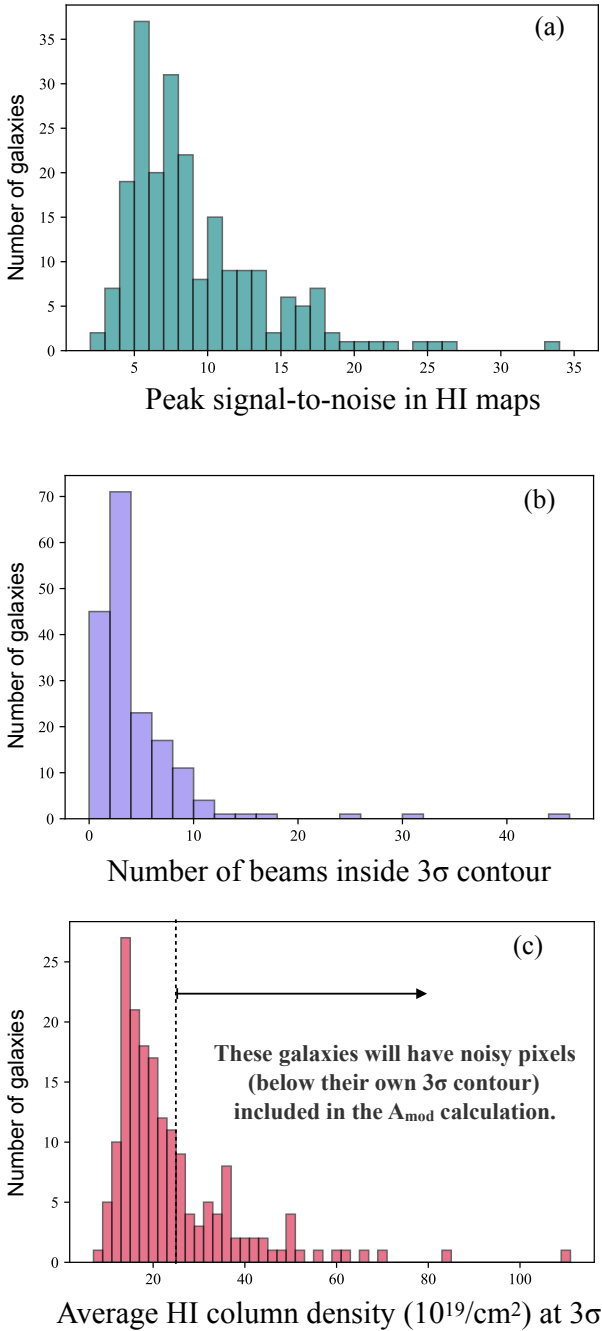 (a)
Number of galaxies
35
30
25
20
15
10
5
0
5 10 15 20 25 30 35
Peak signal-to-noise in HI maps
(b)
Number of galaxies
70
60
50
40
30
20
10
0
0 10 20 30 40
Number of beams inside 3σ contour
(c)
Number of galaxies
25
20
15
10
5
0
These galaxies will have noisy pixels
(below their own 3σ contour)
included in the Amod calculation.
20 40 60 80 100
Average HI column density (10¹⁹/cm²) at 3σ